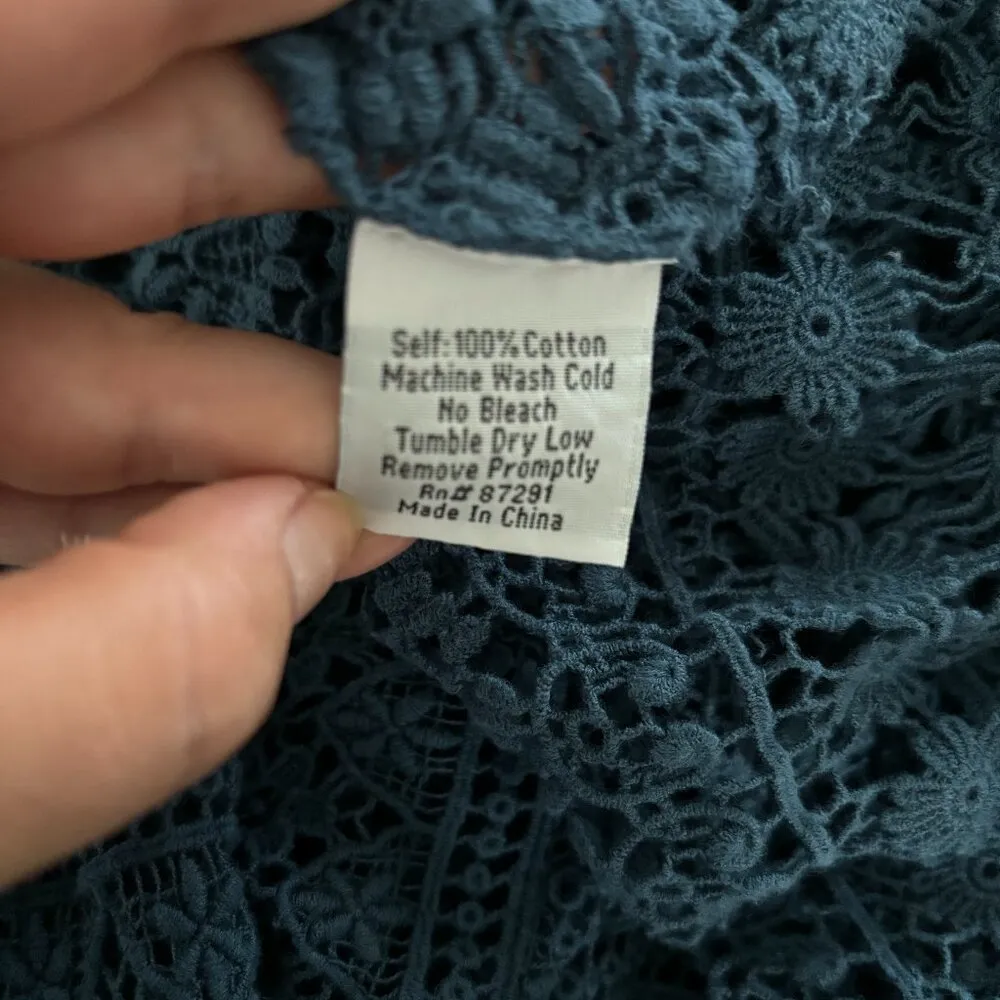 Self:100% Cotton
Machine Wash Cold
No Bleach
Tumble Dry Low
Remove Promptly
Rn# 87291
Made In China